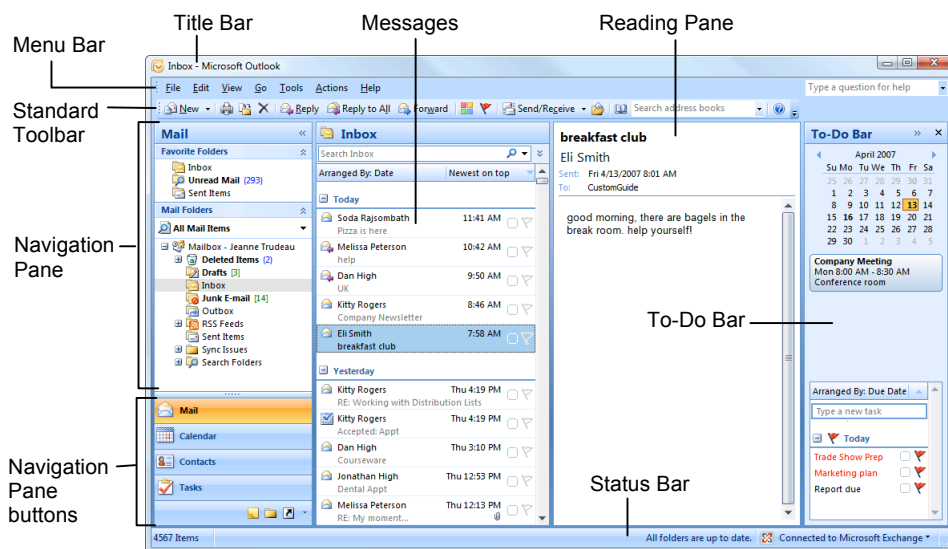 Title Bar
Messages
Reading Pane
Menu Bar
Standard
Toolbar
Navigation
Pane
Navigation
Pane
buttons
To-Do Bar
Status Bar
Inbox - Microsoft Outlook
File Edit View Go Tools Actions Help
Type a question for help
New Reply Reply to All Forward Send/Receive Search address books
Mail «
Favorite Folders
Inbox
Unread Mail (293)
Sent Items
Mail Folders
All Mail Items
Mailbox - Jeanne Trudeau
Deleted Items (2)
Drafts [3]
Inbox
Junk E-mail [14]
Outbox
RSS Feeds
Sent Items
Sync Issues
Search Folders
Mail
Calendar
Contacts
Tasks
Inbox
Search Inbox
Arranged By: Date Newest on top
Today
Soda Rajsombath 11:41 AM
Pizza is here
Melissa Peterson 10:42 AM
help
Dan High 9:50 AM
UK
Kitty Rogers 8:46 AM
Company Newsletter
Eli Smith 7:58 AM
breakfast club
Yesterday
Kitty Rogers Thu 4:19 PM
RE: Working with Distribution Lists
Kitty Rogers Thu 4:19 PM
Accepted: Appt
Dan High Thu 3:10 PM
Courseware
Jonathan High Thu 12:53 PM
Dental Appt
Melissa Peterson Thu 12:13 PM
RE: My moment...
breakfast club
Eli Smith
Sent: Fri 4/13/2007 8:01 AM
To: CustomGuide
good morning, there are bagels in the
break room. help yourself!
To-Do Bar » ×
April 2007
Su Mo Tu We Th Fr Sa
25 26 27 28 29 30 31
1 2 3 4 5 6 7
8 9 10 11 12 13 14
15 16 17 18 19 20 21
22 23 24 25 26 27 28
29 30 1 2 3 4 5
Company Meeting
Mon 8:00 AM - 8:30 AM
Conference room
Arranged By: Due Date
Type a new task
Today
Trade Show Prep
Marketing plan
Report due
4567 Items
All folders are up to date. Connected to Microsoft Exchange